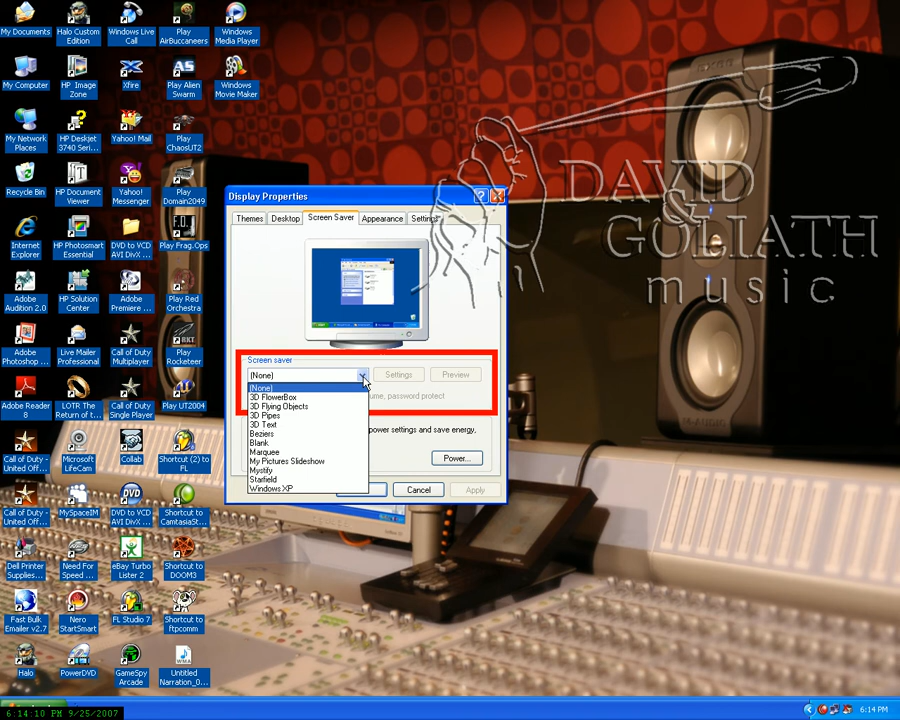 My Documents
Halo Custom
Edition
Windows Live
Call
Play
AirBuccaneers
Windows
Media Player
My Computer
HP Image
Zone
Xfire
Play Alien
Swarm
Windows
Movie Maker
My Network
Places
HP Deskjet
3740 Seri...
Yahoo! Mail
Play
ChaosUT2
Recycle Bin
HP Document
Viewer
Yahoo!
Messenger
Play
Domain2049
Internet
Explorer
HP Photosmart
Essential
DVD to VCD
AVI DivX ...
Play Frag.Ops
Adobe
Audition 2.0
HP Solution
Center
Adobe
Premiere ...
Play Red
Orchestra
Adobe
Photoshop ...
Live Mailer
Professional
Call of Duty
Multiplayer
Play
Rocketeer
Adobe Reader
8
LOTR The
Return of t...
Call of Duty
Single Player
Play UT2004
Call of Duty -
United Off...
Microsoft
LifeCam
Collab
Shortcut (2) to
FL
Call of Duty -
United Off...
MySpaceIM
DVD to VCD
AVI DivX ...
Shortcut to
CamtasiaSt...
Dell Printer
Supplies...
Need For
Speed ...
eBay Turbo
Lister 2
Shortcut to
DOOM3
Fast Bulk
Emailer v2.7
Nero
StartSmart
FL Studio 7
Shortcut to
ftpcomm
Halo
PowerDVD
GameSpy
Arcade
Untitled
Narration_0...
Display Properties
Themes
Desktop
Screen Saver
Appearance
Settings
Screen saver
(None)
Settings
Preview
(None)
3D FlowerBox
3D Flying Objects
3D Pipes
3D Text
Beziers
Blank
Marquee
My Pictures Slideshow
Mystify
Starfield
Windows XP
password protect
power settings and save energy,
Power...
Cancel
Apply
DAVID
&
GOLIATH
music
6:14:10 PM 9/25/2007
6:14 PM